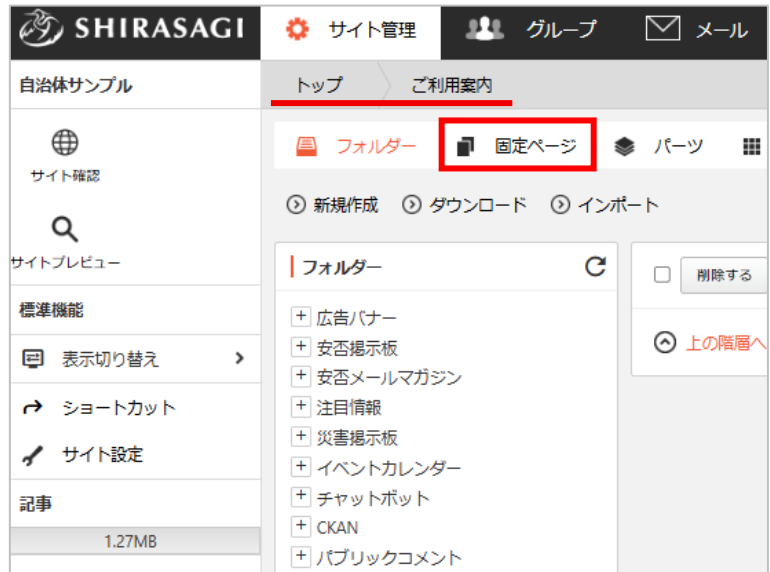 SHIRASAGI サイト管理 グループ メール
自治体サンプル
トップ ご利用案内
サイト確認
フォルダー 固定ページ パーツ
新規作成 ダウンロード インポート
サイトプレビュー
フォルダー
削除する
上の階層へ
標準機能
表示切り替え
ショートカット
サイト設定
記事
1.27MB
広告バナー
安否掲示板
安否メールマガジン
注目情報
災害掲示板
イベントカレンダー
チャットボット
CKAN
パブリックコメント